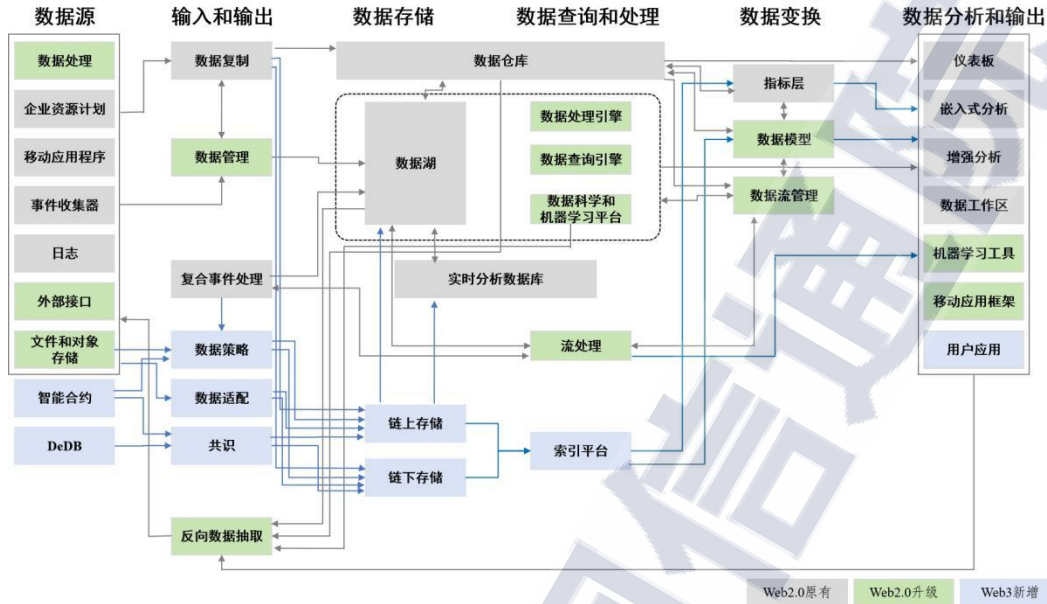 数据源
输入和输出
数据存储
数据查询和处理
数据变换
数据分析和输出
数据处理
企业资源计划
移动应用程序
事件收集器
日志
外部接口
文件和对象
存储
智能合约
DeDB
数据复制
数据管理
复合事件处理
数据策略
数据适配
共识
反向数据抽取
数据仓库
数据湖
实时分析数据库
链上存储
链下存储
数据处理引擎
数据查询引擎
数据科学和
机器学习平台
流处理
索引平台
指标层
数据模型
数据流管理
仪表板
嵌入式分析
增强分析
数据工作区
机器学习工具
移动应用框架
用户应用
Web2.0原有
Web2.0升级
Web3新增